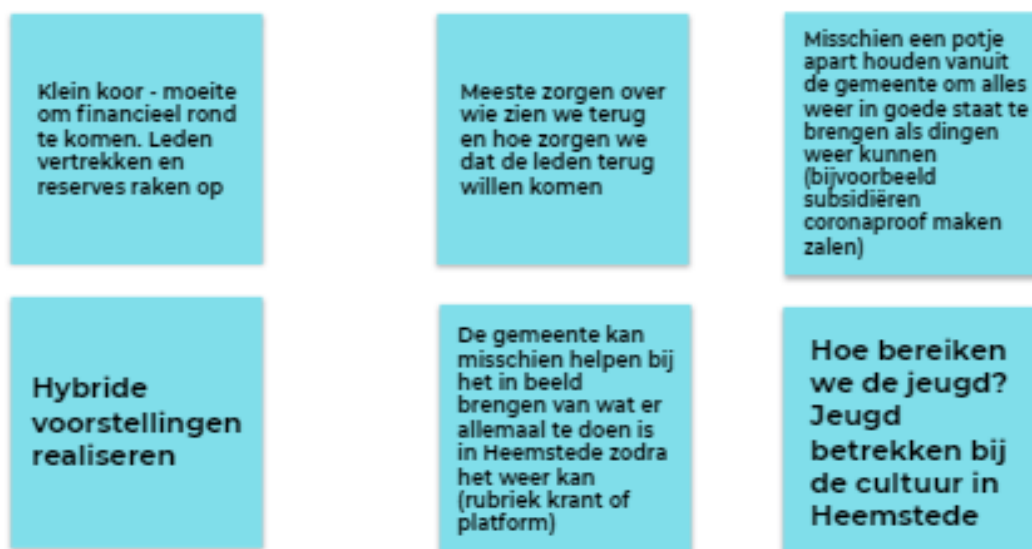 Klein koor - moeite
om financieel rond
te komen. Leden
vertrekken en
reserves raken op
Meeste zorgen over
wie zien we terug
en hoe zorgen we
dat de leden terug
willen komen
Misschien een potje
apart houden vanuit
de gemeente om alles
weer in goede staat te
brengen als dingen
weer kunnen
(bijvoorbeeld
subsidiëren
coronaproof maken
zalen)
Hybride
voorstellingen
realiseren
De gemeente kan
misschien helpen bij
het in beeld
brengen van wat er
allemaal te doen is
in Heemstede zodra
het weer kan
(rubriek krant of
platform)
Hoe bereiken
we de jeugd?
Jeugd
betrekken bij
de cultuur in
Heemstede